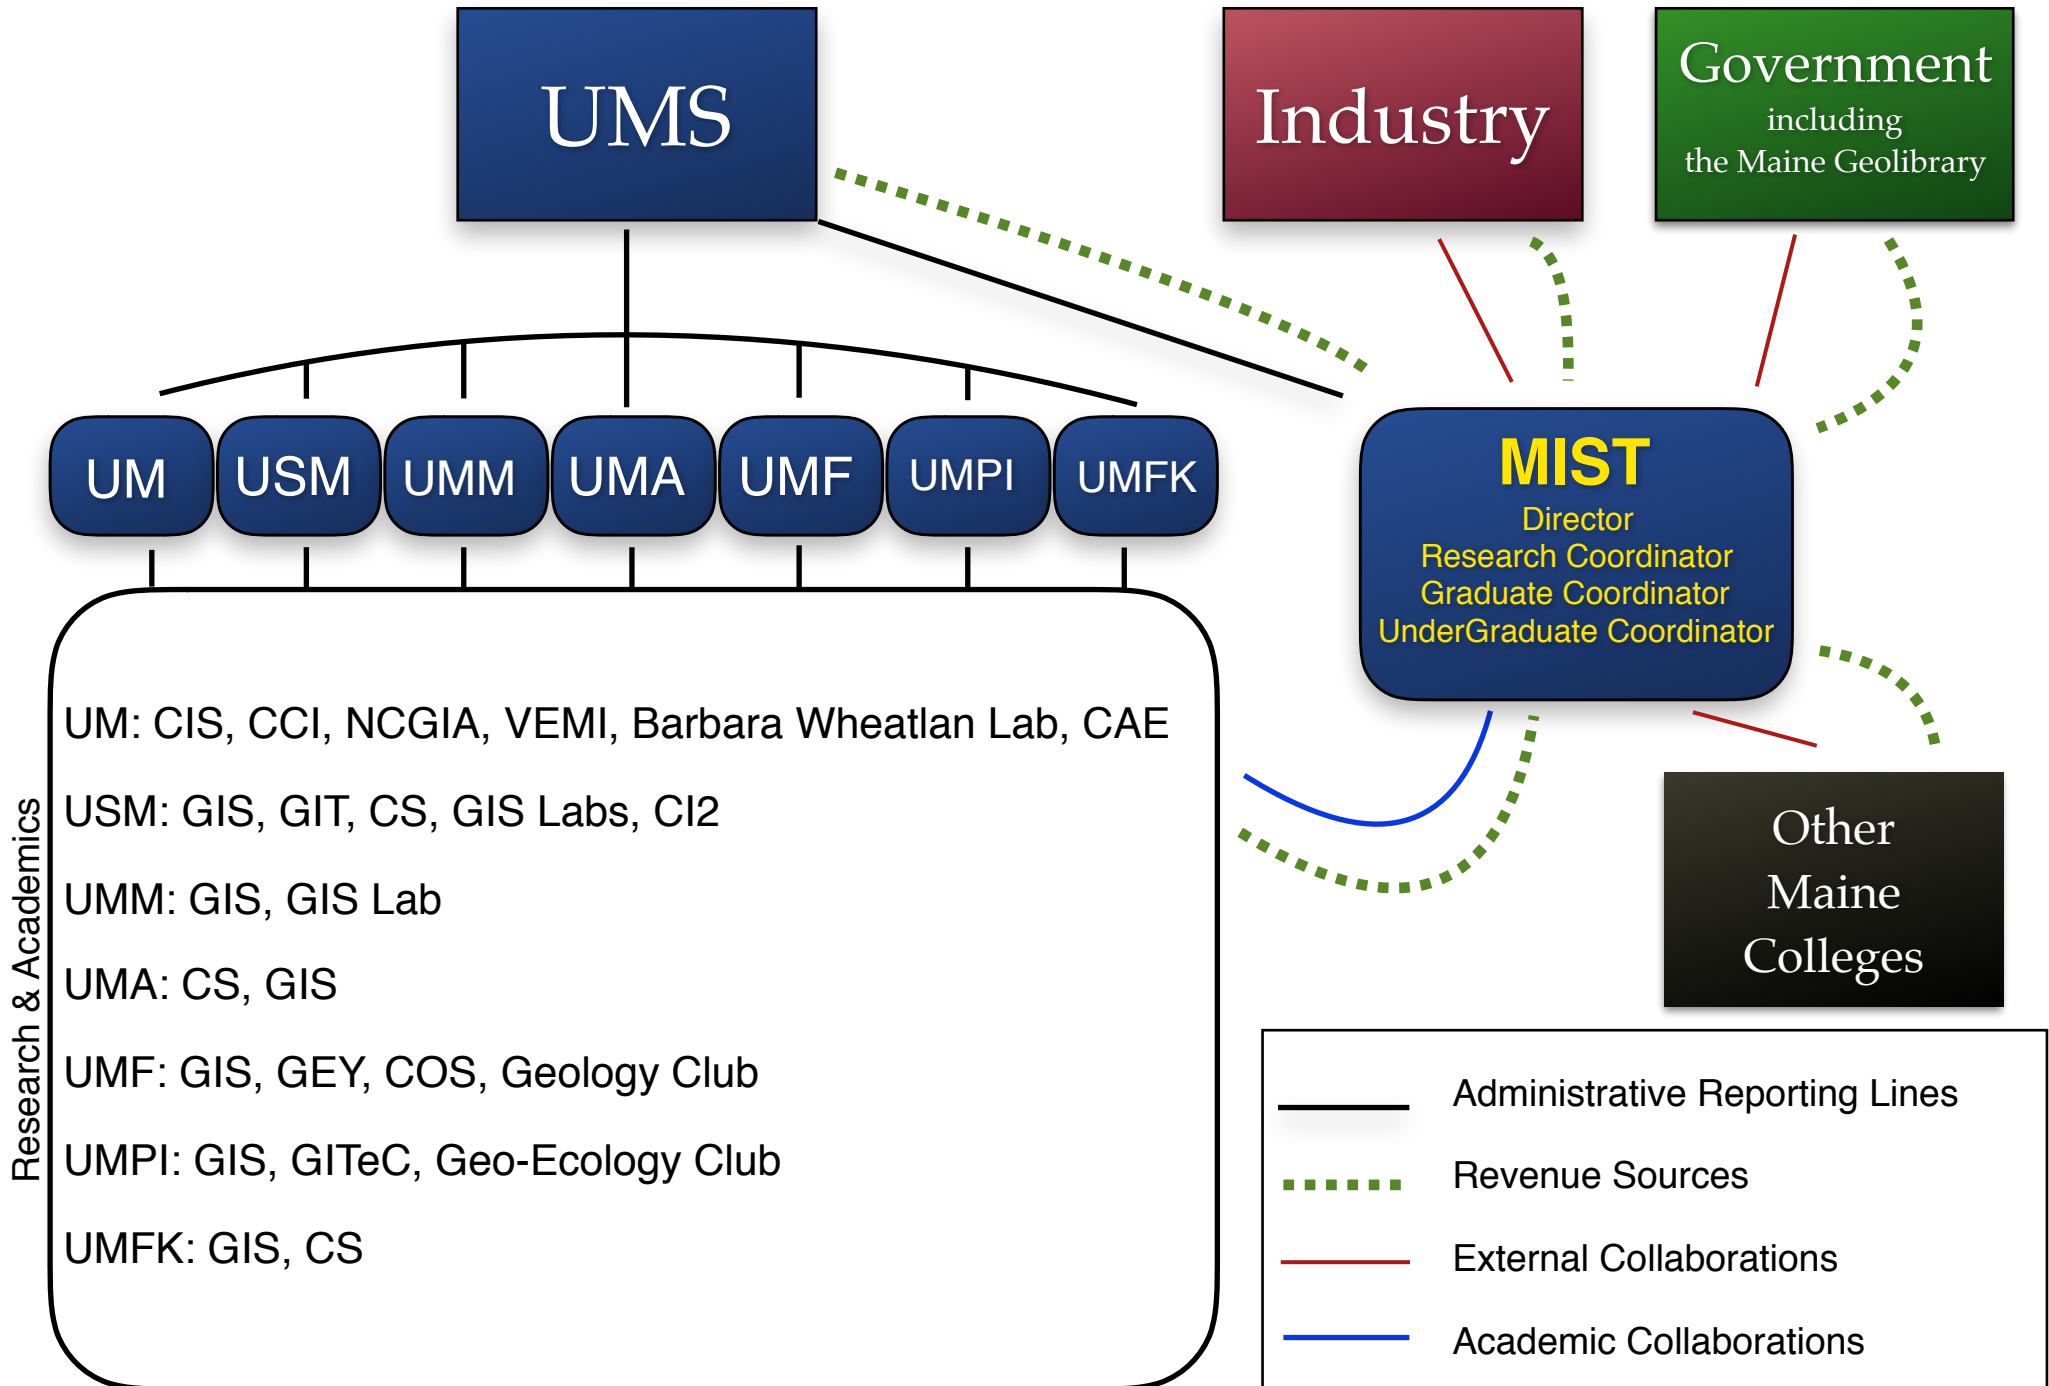 UMS
Industry
Government
including
the Maine Geolibrary
UM
USM
UMM
UMA
UMF
UMPI
UMFK
MIST
Director
Research Coordinator
Graduate Coordinator
UnderGraduate Coordinator
Research & Academics
UM: CIS, CCI, NCGIA, VEMI, Barbara Wheatlan Lab, CAE
USM: GIS, GIT, CS, GIS Labs, CI2
UMM: GIS, GIS Lab
UMA: CS, GIS
UMF: GIS, GEY, COS, Geology Club
UMPI: GIS, GITeC, Geo-Ecology Club
UMFK: GIS, CS
Other
Maine
Colleges
Administrative Reporting Lines
Revenue Sources
External Collaborations
Academic Collaborations